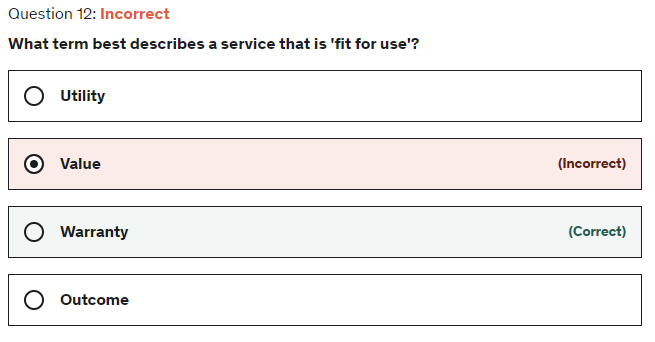 Question 12: Incorrect
What term best describes a service that is 'fit for use'?
Utility
Value (Incorrect)
Warranty (Correct)
Outcome